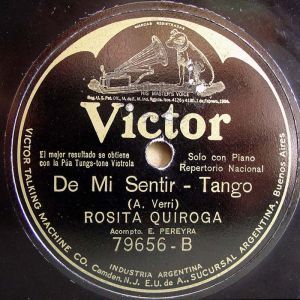 MARCAS REGISTRADAS
HIS MASTER'S VOICE
Victor
El mejor resultado se obtiene
con la Púa Tungs-tone Victrola
Solo con Piano
Repertorio Nacional
De Mi Sentir - Tango
(A. Verri)
ROSITA QUIROGA
Acompto. E. PEREYRA
79656-B
INDUSTRIA ARGENTINA
VICTOR TALKING MACHINE CO. Camden, N.J. E.U. de A., SUCURSAL ARGENTINA, Buenos Aires